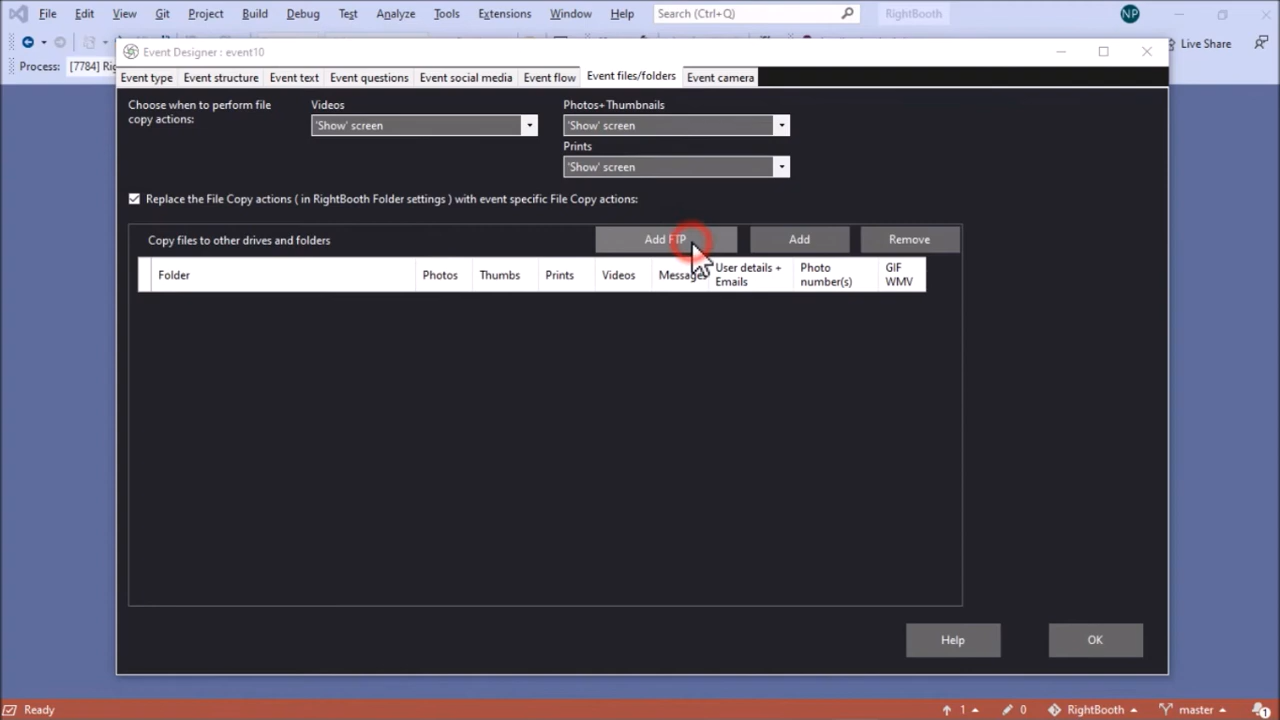 File Edit View Git Project Build Debug Test Analyze Tools Extensions Window Help Search (Ctrl+Q) RightBooth NP
Live Share
Process: [7784]
Event Designer : event10
Event type Event structure Event text Event questions Event social media Event flow Event files/folders Event camera
Choose when to perform file copy actions:
Videos
'Show' screen
Photos+Thumbnails
'Show' screen
Prints
'Show' screen
Replace the File Copy actions ( in RightBooth Folder settings ) with event specific File Copy actions:
Copy files to other drives and folders Add FTP Add Remove
Folder Photos Thumbs Prints Videos Messages User details + Emails Photo number(s) GIF WMV
Help OK
Ready 1 0 RightBooth master 1